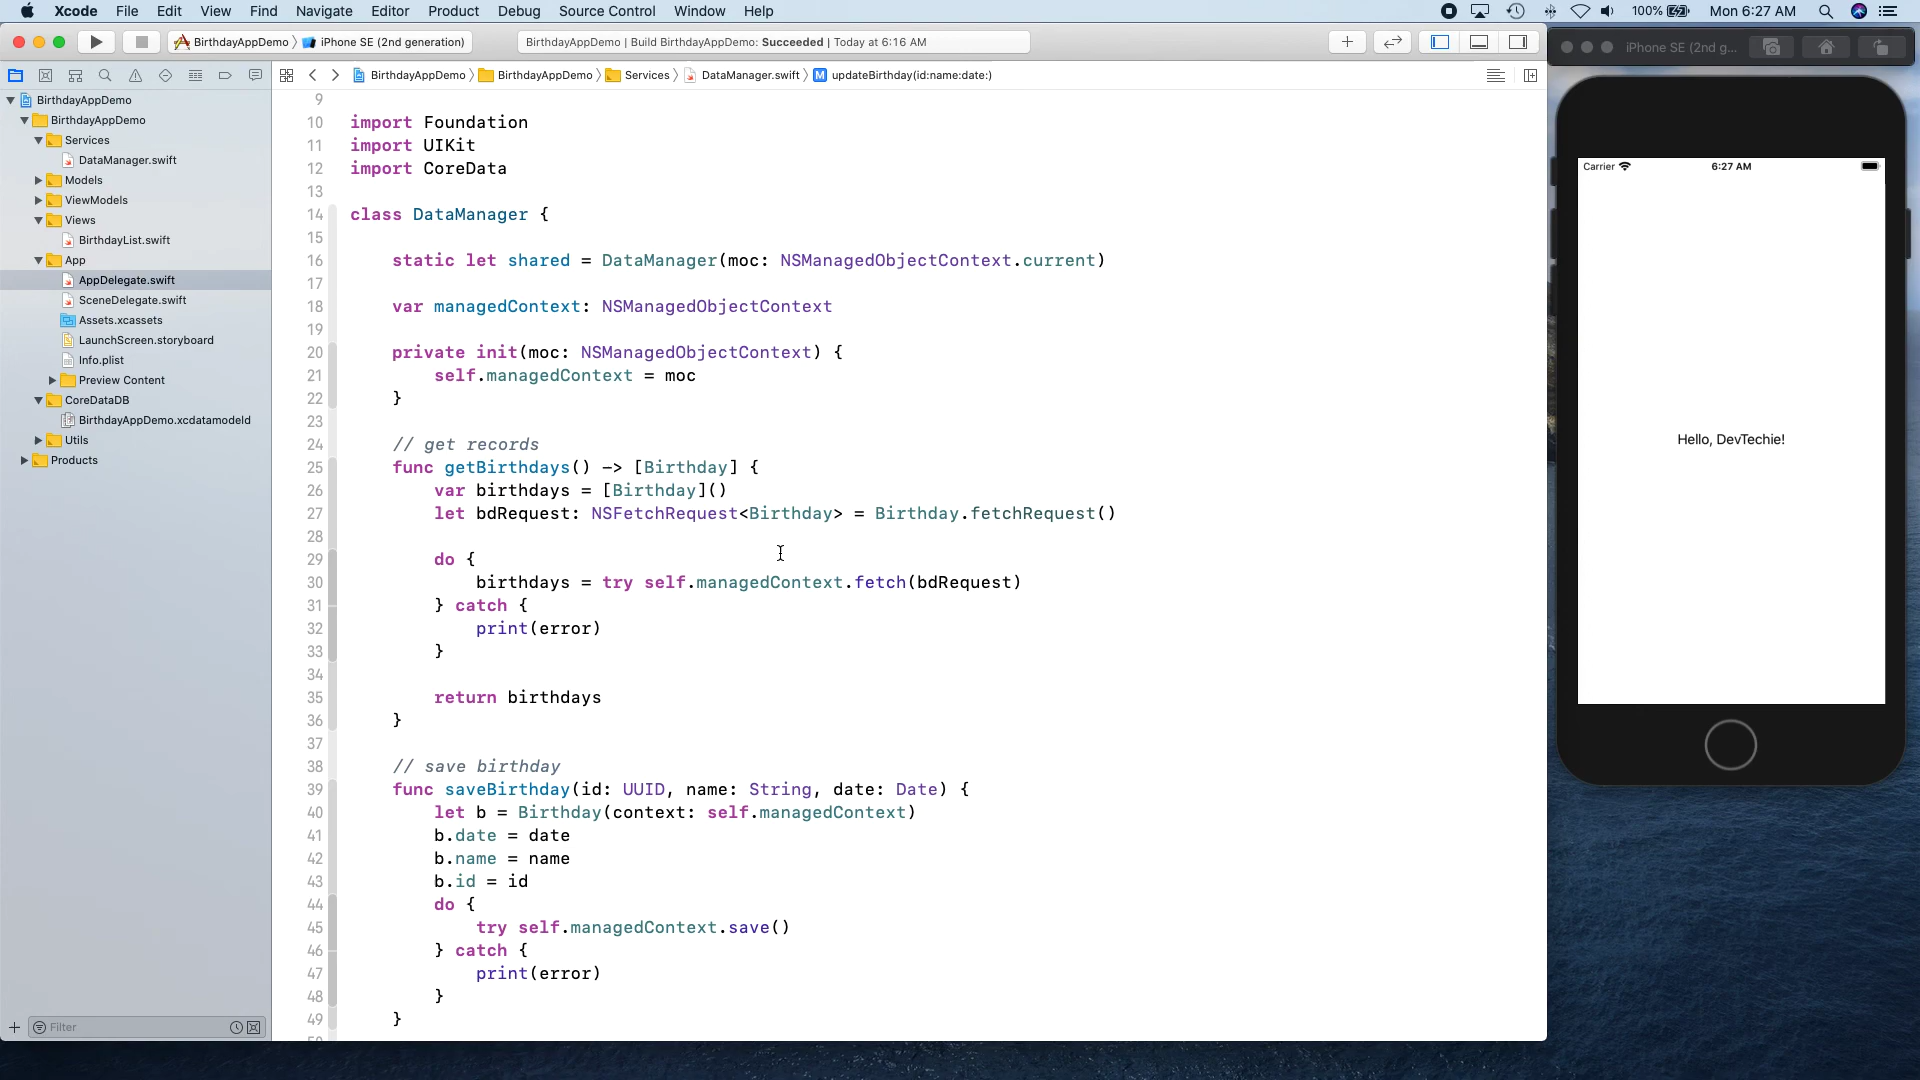 Xcode File Edit View Find Navigate Editor Product Debug Source Control Window Help 100% Mon 6:27 AM
BirthdayAppDemo iPhone SE (2nd generation) BirthdayAppDemo | Build BirthdayAppDemo: Succeeded | Today at 6:16 AM
iPhone SE (2nd g...
BirthdayAppDemo BirthdayAppDemo Services DataManager.swift M updateBirthday(id:name:date:)
BirthdayAppDemo
BirthdayAppDemo
Services
DataManager.swift
Models
ViewModels
Views
BirthdayList.swift
App
AppDelegate.swift
SceneDelegate.swift
Assets.xcassets
LaunchScreen.storyboard
Info.plist
Preview Content
CoreDataDB
BirthdayAppDemo.xcdatamodeld
Utils
Products
Filter
9
10 import Foundation
11 import UIKit
12 import CoreData
13
14 class DataManager {
15
16 static let shared = DataManager(moc: NSManagedObjectContext.current)
17
18 var managedContext: NSManagedObjectContext
19
20 private init(moc: NSManagedObjectContext) {
21 self.managedContext = moc
22 }
23
24 // get records
25 func getBirthdays() -> [Birthday] {
26 var birthdays = [Birthday]()
27 let bdRequest: NSFetchRequest<Birthday> = Birthday.fetchRequest()
28
29 do {
30 birthdays = try self.managedContext.fetch(bdRequest)
31 } catch {
32 print(error)
33 }
34
35 return birthdays
36 }
37
38 // save birthday
39 func saveBirthday(id: UUID, name: String, date: Date) {
40 let b = Birthday(context: self.managedContext)
41 b.date = date
42 b.name = name
43 b.id = id
44 do {
45 try self.managedContext.save()
46 } catch {
47 print(error)
48 }
49 }
Carrier 6:27 AM
Hello, DevTechie!